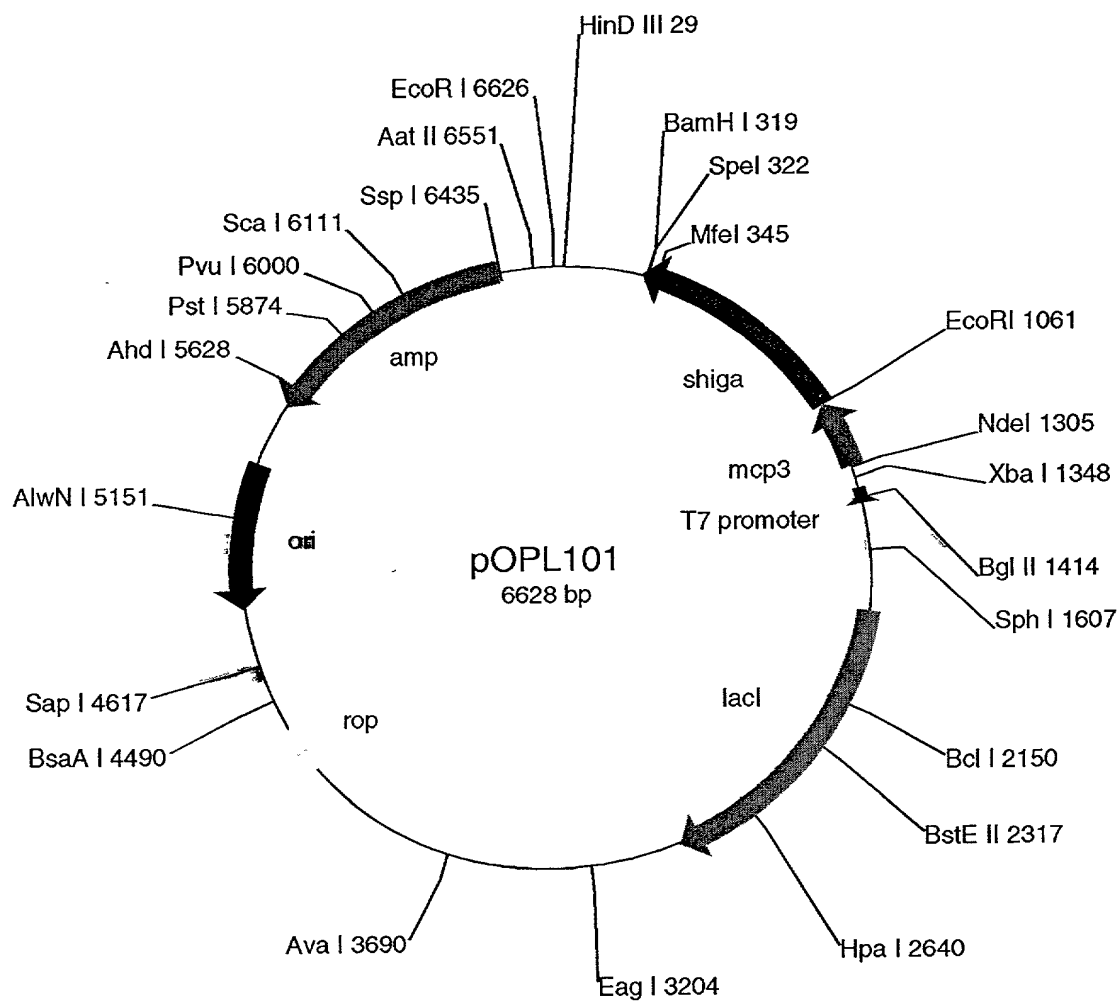 HinD III 29
EcoR I 6626
Aat II 6551
BamH I 319
SpeI 322
Ssp I 6435
MfeI 345
Sca I 6111
Pvu I 6000
Pst I 5874
EcoRI 1061
Ahd I 5628
amp
shiga
NdeI 1305
mcp3
Xba I 1348
AlwN I 5151
T7 promoter
ori
pOPL101
6628 bp
Bgl II 1414
Sph I 1607
Sap I 4617
lacI
rop
BsaA I 4490
Bcl I 2150
BstE II 2317
Ava I 3690
Hpa I 2640
Eag I 3204